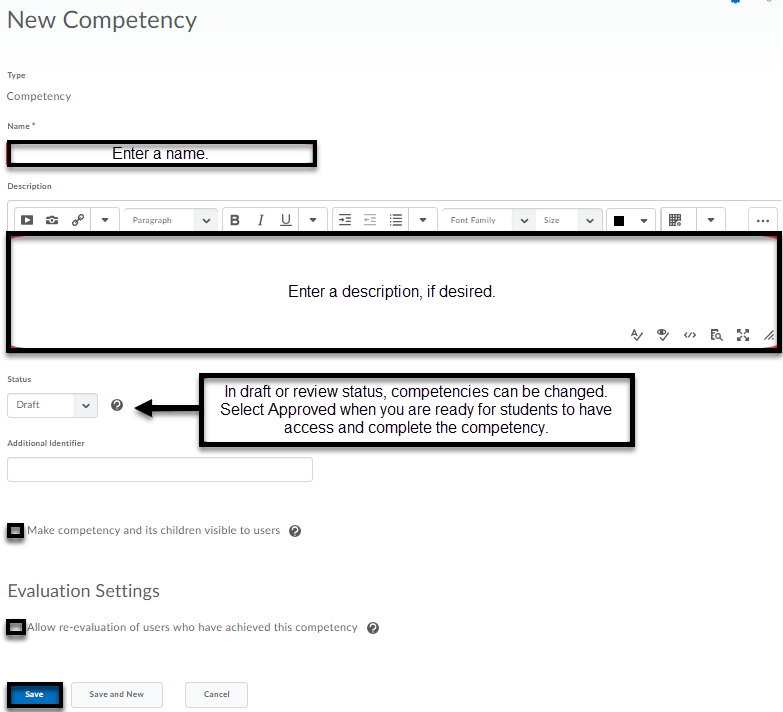 New Competency
Type
Competency
Name *
Enter a name.
Description
Paragraph B I U Font Family Size
Enter a description, if desired.
Status
Draft
In draft or review status, competencies can be changed.
Select Approved when you are ready for students to have
access and complete the competency.
Additional Identifier
Make competency and its children visible to users
Evaluation Settings
Allow re-evaluation of users who have achieved this competency
Save Save and New Cancel